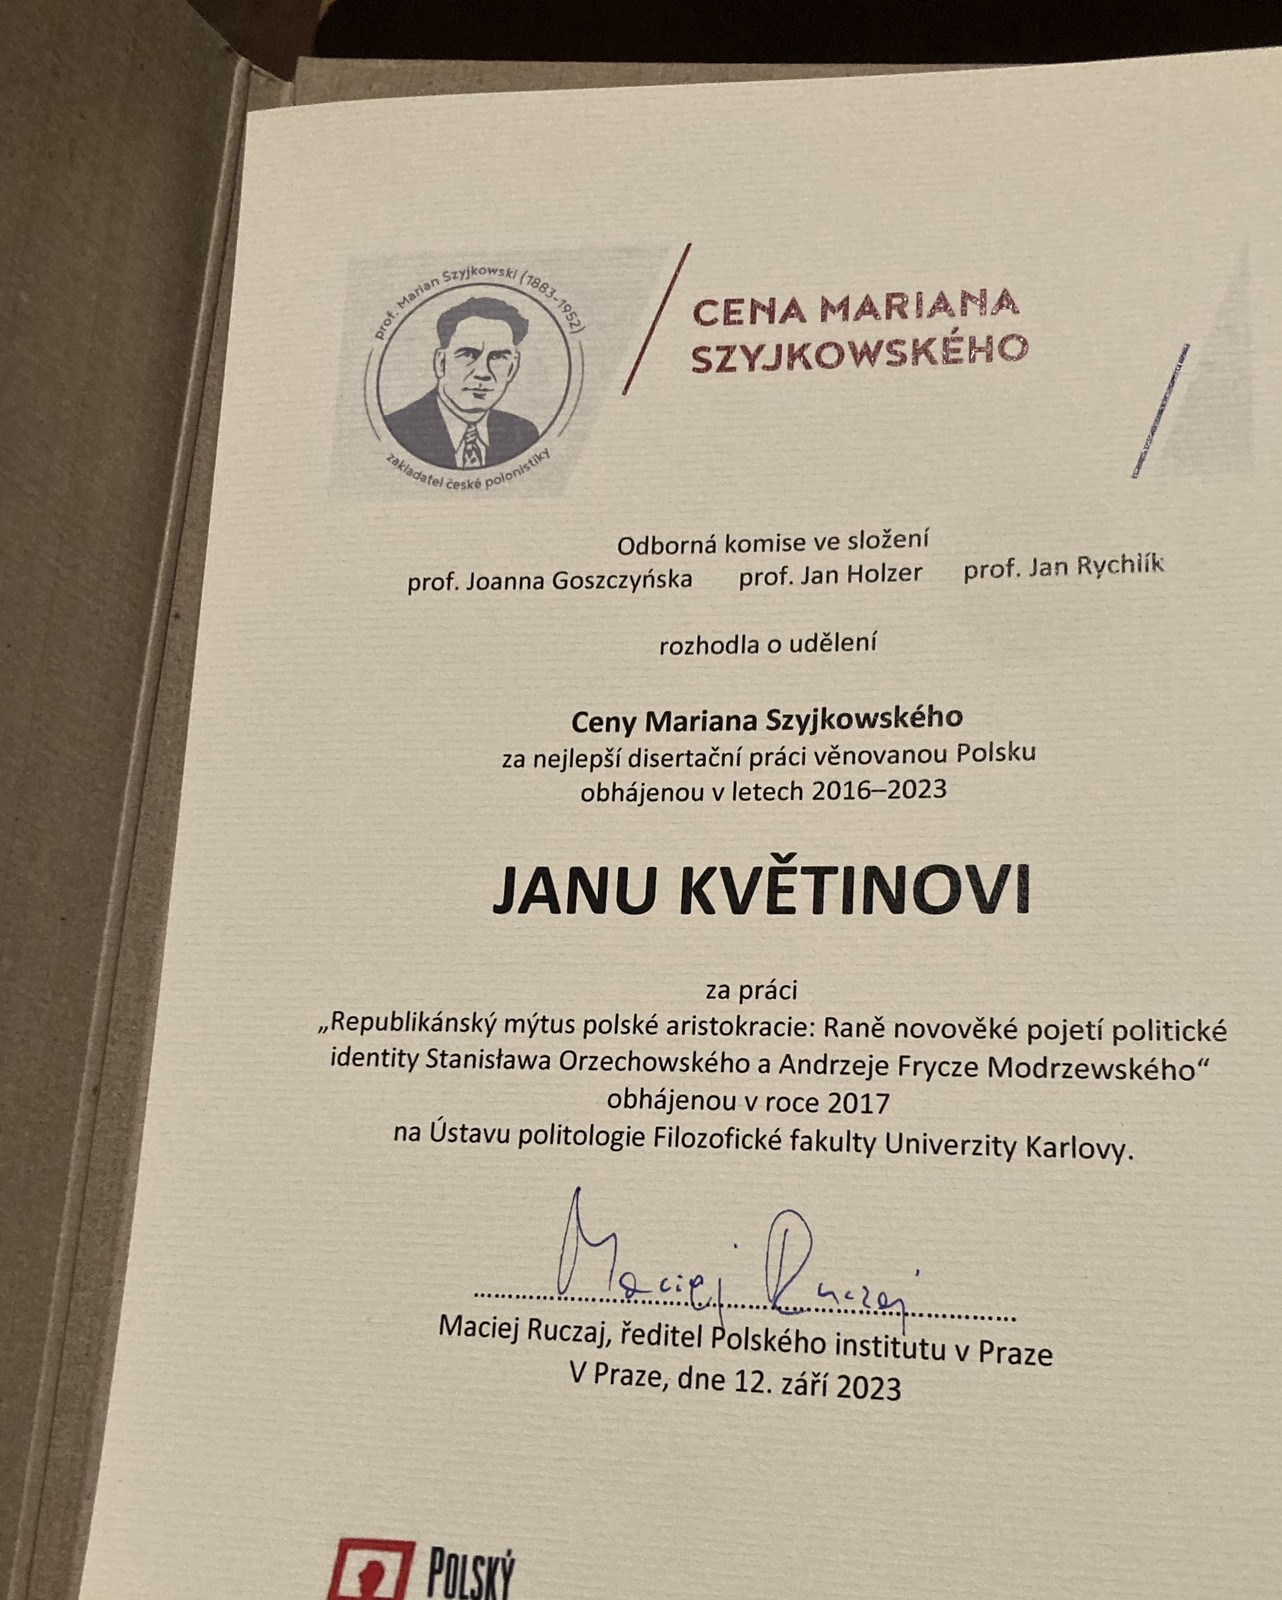 prof. Marian Szyjkowski (1883-1952)
zakladatel české polonistiky
CENA MARIANA
SZYJKOWSKÉHO
Odborná komise ve složení
prof. Joanna Goszczyńska prof. Jan Holzer prof. Jan Rychlík
rozhodla o udělení
Ceny Mariana Szyjkowského
za nejlepší disertační práci věnovanou Polsku
obhájenou v letech 2016–2023
JANU KVĚTINOVI
za práci
„Republikánský mýtus polské aristokracie: Raně novověké pojetí politické
identity Stanisława Orzechowského a Andrzeje Frycze Modrzewského“
obhájenou v roce 2017
na Ústavu politologie Filozofické fakulty Univerzity Karlovy.
Maciej Ruczaj
Maciej Ruczaj, ředitel Polského institutu v Praze
V Praze, dne 12. září 2023
POLSKÝ